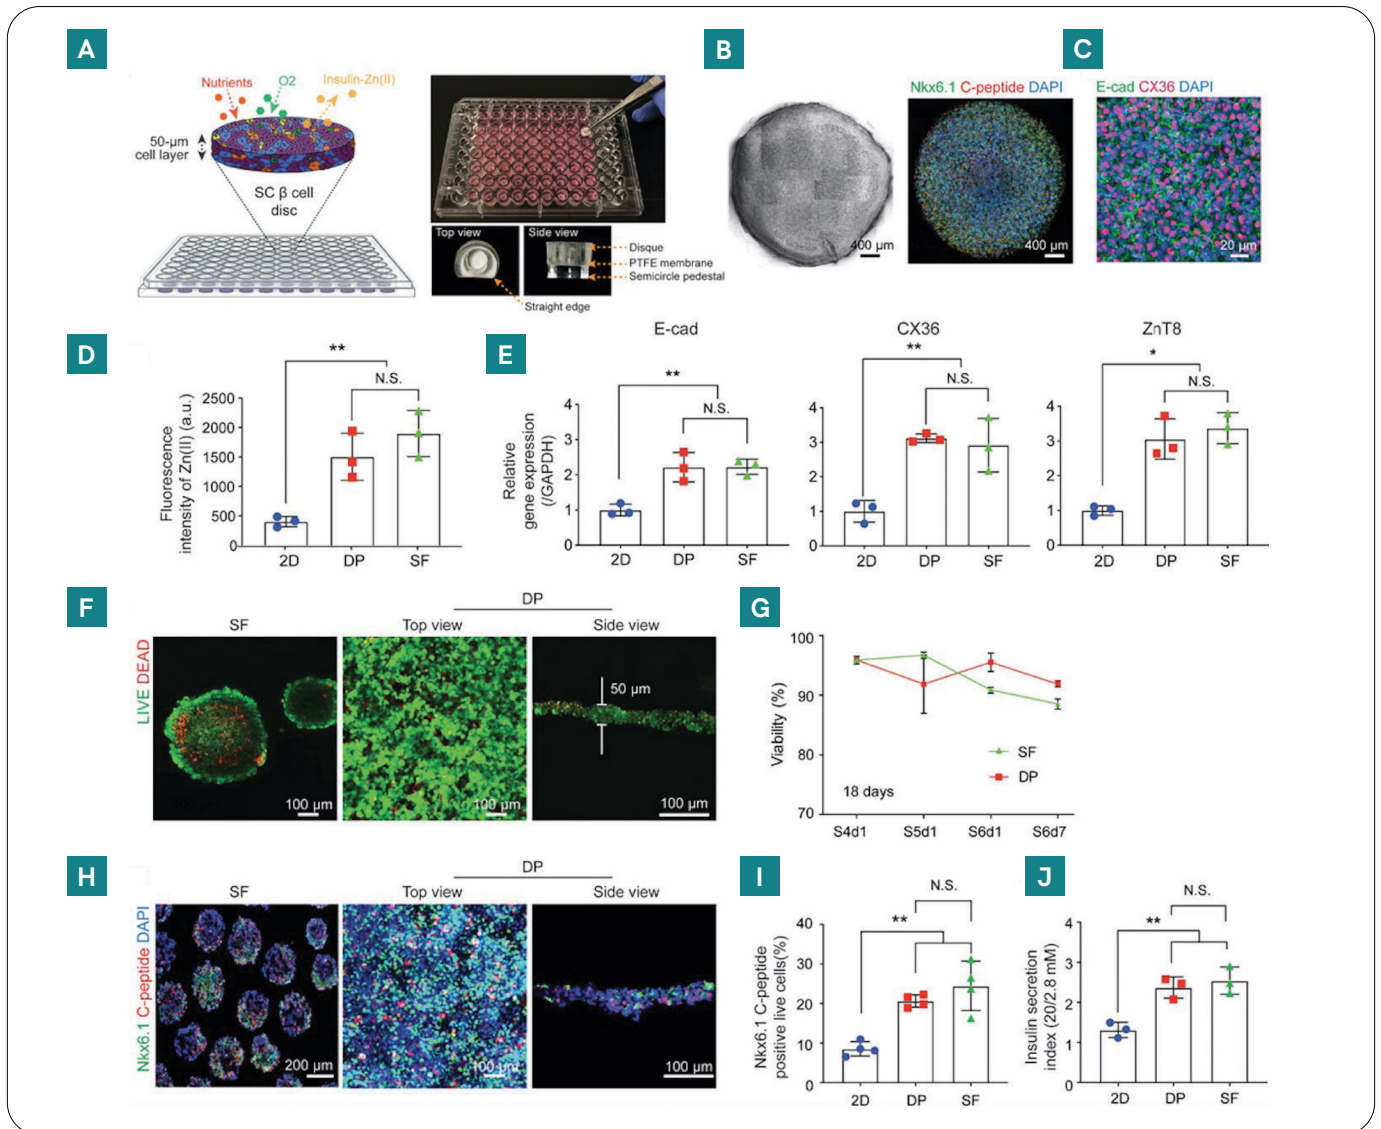 A
Nutrients
O2
Insulin-Zn(II)
50-μm
cell layer
SC β cell
disc
Top view
Side view
Disque
PTFE membrane
Semicircle pedestal
Straight edge
B
400 μm
Nkx6.1 C-peptide DAPI
400 μm
C
E-cad CX36 DAPI
20 μm
D
Fluorescence
intensity of Zn(II) (a.u.)
2500
2000
1500
1000
500
0
**
N.S.
2D DP SF
E
Relative
gene expression
(/GAPDH)
E-cad
**
N.S.
4
3
2
1
0
2D DP SF
CX36
**
N.S.
4
3
2
1
0
2D DP SF
ZnT8
*
N.S.
4
3
2
1
0
2D DP SF
F
LIVE DEAD
SF
100 μm
DP
Top view
100 μm
Side view
50 μm
100 μm
G
Viability (%)
100
90
80
70
SF
DP
18 days
S4d1 S5d1 S6d1 S6d7
H
Nkx6.1 C-peptide DAPI
SF
200 μm
DP
Top view
100 μm
Side view
100 μm
I
Nkx6.1 C-peptide
positive live cells(%)
N.S.
**
40
30
20
10
0
2D DP SF
J
Insulin secretion
index (20/2.8 mM)
N.S.
**
4
3
2
1
0
2D DP SF